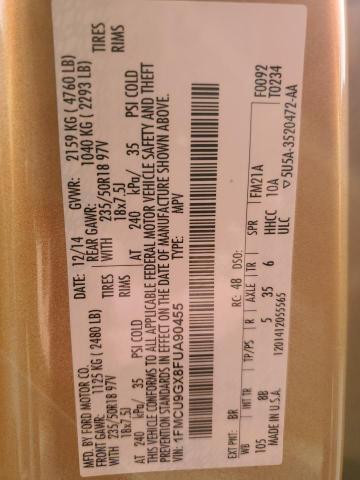 MFD. BY FORD MOTOR CO.
DATE: 12/14 GVWR: 2159 KG ( 4760 LB)
FRONT GAWR: 1125 KG ( 2480 LB) REAR GAWR: 1040 KG ( 2293 LB)
WITH 235/50R18 97V TIRES WITH 235/50R18 97V TIRES
18x7.5J RIMS 18x7.5J RIMS
AT 240 kPa/ 35 PSI COLD AT 240 kPa/ 35 PSI COLD
THIS VEHICLE CONFORMS TO ALL APPLICABLE FEDERAL MOTOR VEHICLE SAFETY AND THEFT
PREVENTION STANDARDS IN EFFECT ON THE DATE OF MANUFACTURE SHOWN ABOVE.
VIN: 1FMCU9GX8FUA90455 TYPE: MPV
F0092
T0234
EXT PNT: BR RC: 48 DSO: FM21A
WB INT TR TP/PS R AXLE TR SPR 10A
105 8B 5 35 6 HHCC
ULC
MADE IN U.S.A. 1201412055565 ▽5U5A-3520472-AA